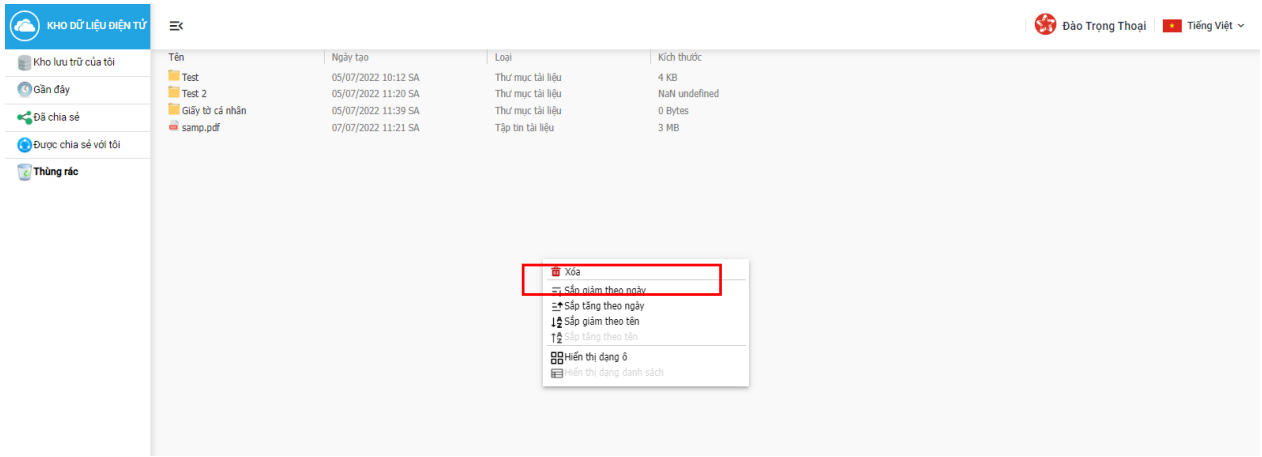 KHO DỮ LIỆU ĐIỆN TỬ
Đào Trọng Thoại
Tiếng Việt
Kho lưu trữ của tôi
Gần đây
Đã chia sẻ
Được chia sẻ với tôi
Thùng rác
Tên Ngày tạo Loại Kích thước
Test 05/07/2022 10:12 SA Thư mục tài liệu 4 KB
Test 2 05/07/2022 11:20 SA Thư mục tài liệu NaN undefined
Giấy tờ cá nhân 05/07/2022 11:39 SA Thư mục tài liệu 0 Bytes
samp.pdf 07/07/2022 11:21 SA Tập tin tài liệu 3 MB
Xóa
Sắp giảm theo ngày
Sắp tăng theo ngày
Sắp giảm theo tên
Sắp tăng theo tên
Hiển thị dạng ô
Hiển thị dạng danh sách